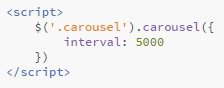 <script>
    $('.carousel').carousel({
        interval: 5000
    })
</script>